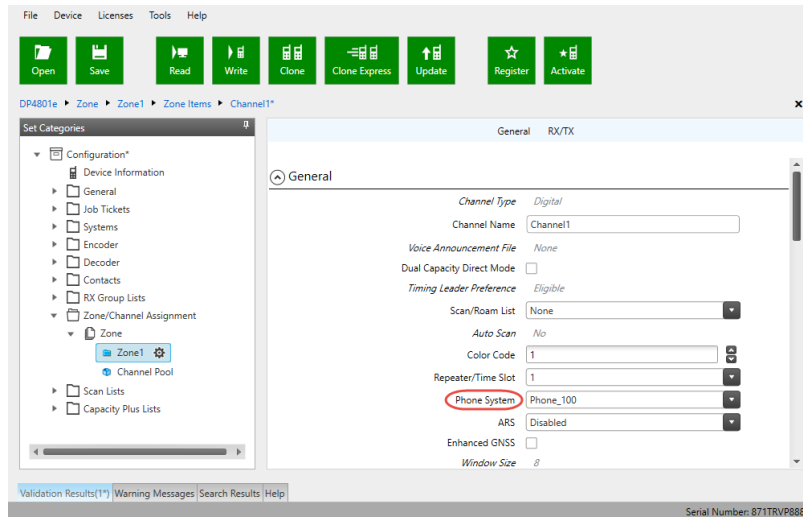 File Device Licenses Tools Help
Open Save Read Write Clone Clone Express Update Register Activate
DP4801e Zone Zone1 Zone Items Channel1*
Set Categories
General RX/TX
Configuration*
Device Information
General
Job Tickets
Systems
Encoder
Decoder
Contacts
RX Group Lists
Zone/Channel Assignment
Zone
Zone1
Channel Pool
Scan Lists
Capacity Plus Lists
General
Channel Type Digital
Channel Name Channel1
Voice Announcement File None
Dual Capacity Direct Mode
Timing Leader Preference Eligible
Scan/Roam List None
Auto Scan No
Color Code 1
Repeater/Time Slot 1
Phone System Phone_100
ARS Disabled
Enhanced GNSS
Window Size 8
Validation Results(1*) Warning Messages Search Results Help
Serial Number: 871TRVP888